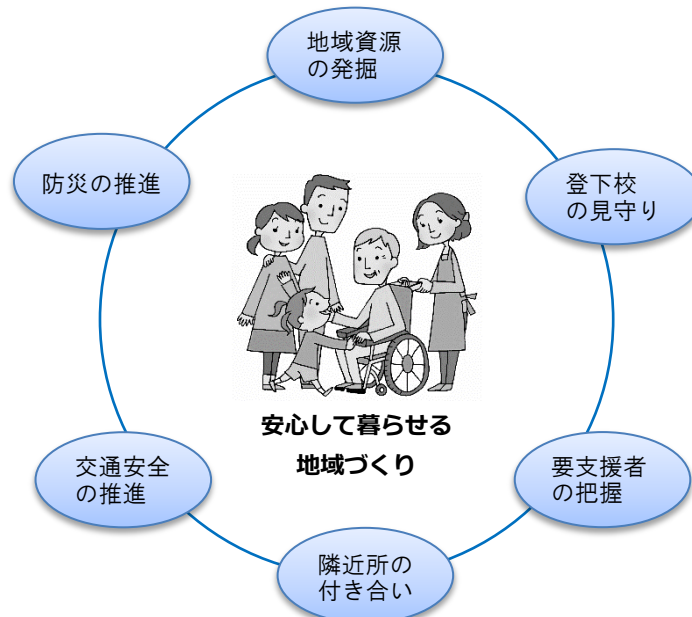 地域資源
の発掘
防災の推進
登下校
の見守り
安心して暮らせる
地域づくり
交通安全
の推進
要支援者
の把握
隣近所の
付き合い